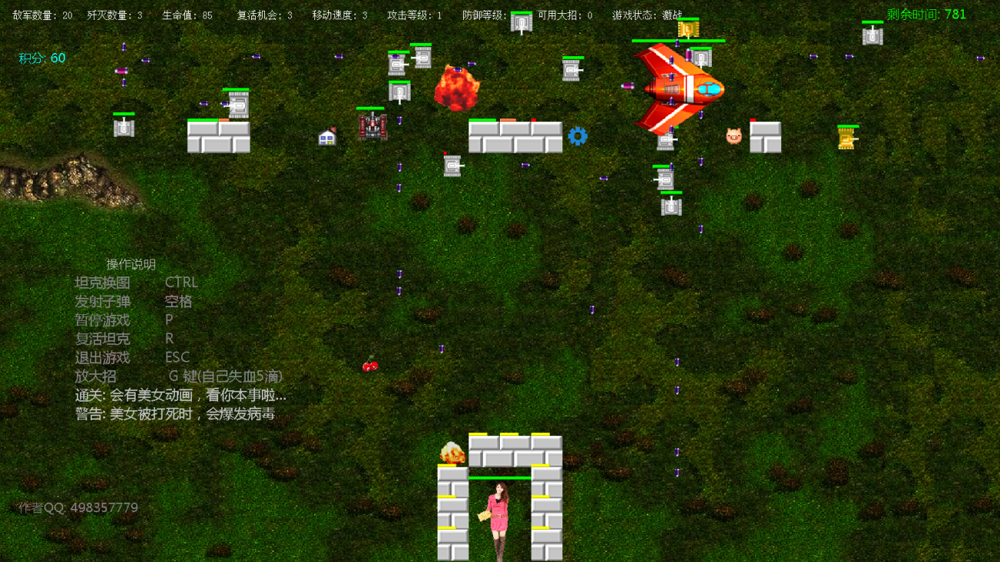 敌军数量: 20 歼灭数量: 3 生命值: 85 复活机会: 3 移动速度: 3 攻击等级: 1 防御等级: 可用大招: 0 游戏状态: 激战
剩余时间: 781
积分: 60
操作说明
坦克换图 CTRL
发射子弹 空格
暂停游戏 P
复活坦克 R
退出游戏 ESC
放大招 G 键(自己失血5滴)
通关: 会有美女动画，看你本事啦...
警告: 美女被打死时，会爆发病毒
作者QQ: 498357779